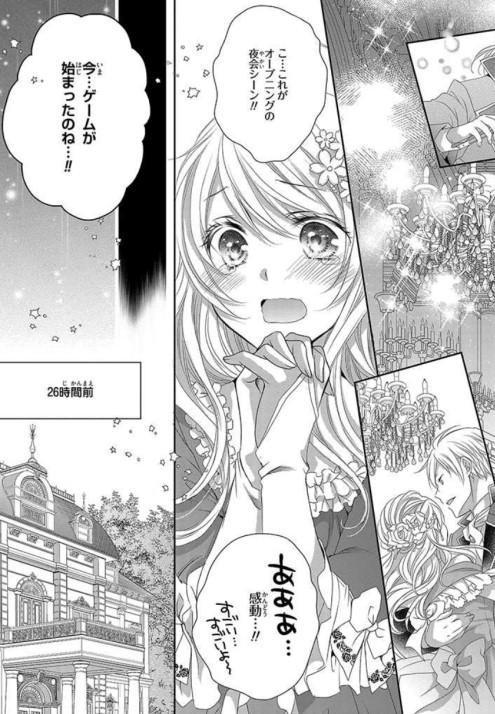 こ…これが
オープニングの
夜会シーン!!
ああぁ…
感動…!!
すごい…
すごいよ〜
今…ゲームが
始まったのね…!!
26時間前